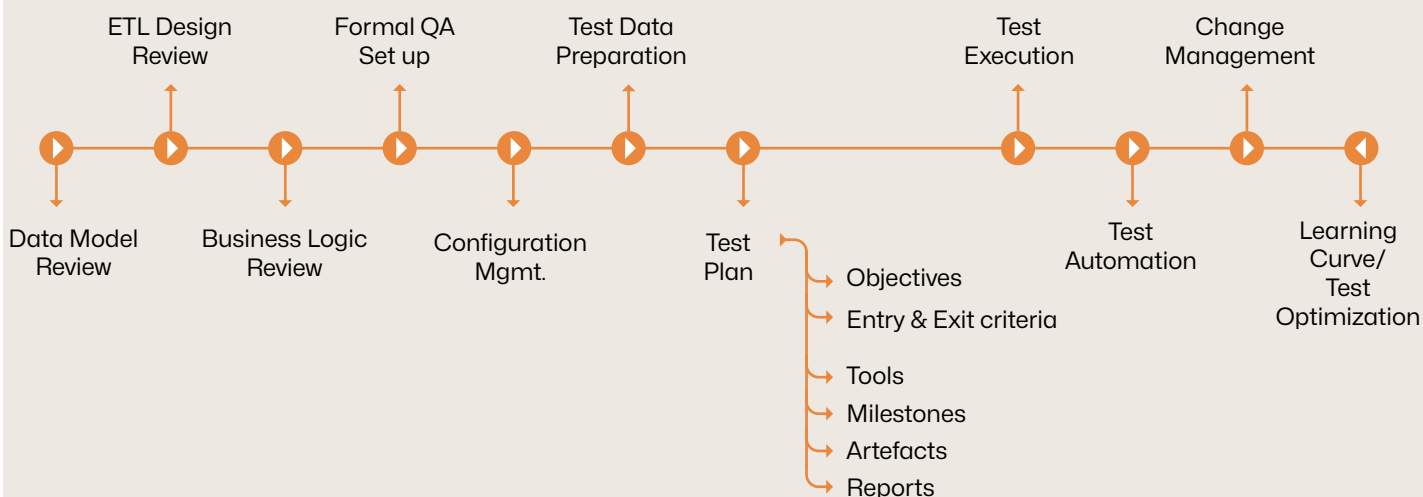 ETL Design
Review
Formal QA
Set up
Test Data
Preparation
Test
Execution
Change
Management
Data Model
Review
Business Logic
Review
Configuration
Mgmt.
Test
Plan
Objectives
Entry & Exit criteria
Tools
Milestones
Artefacts
Reports
Test
Automation
Learning
Curve/
Test
Optimization